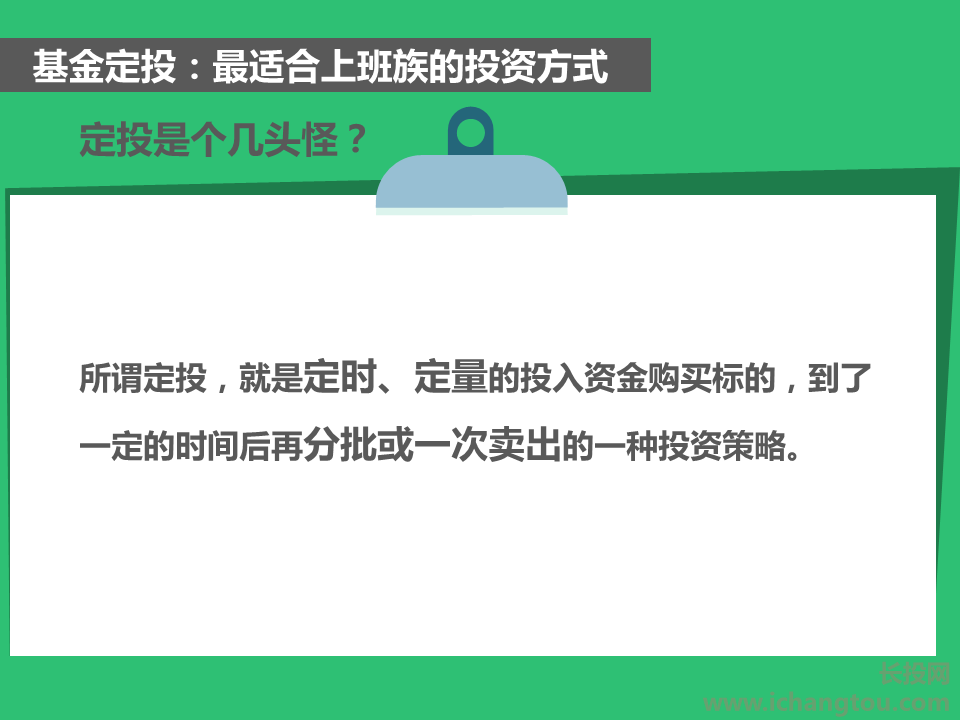 基金定投：最适合上班族的投资方式
定投是个几头怪？
所谓定投，就是定时、定量的投入资金购买标的，到了
一定的时间后再分批或一次卖出的一种投资策略。
长投网
www.ichangtou.com